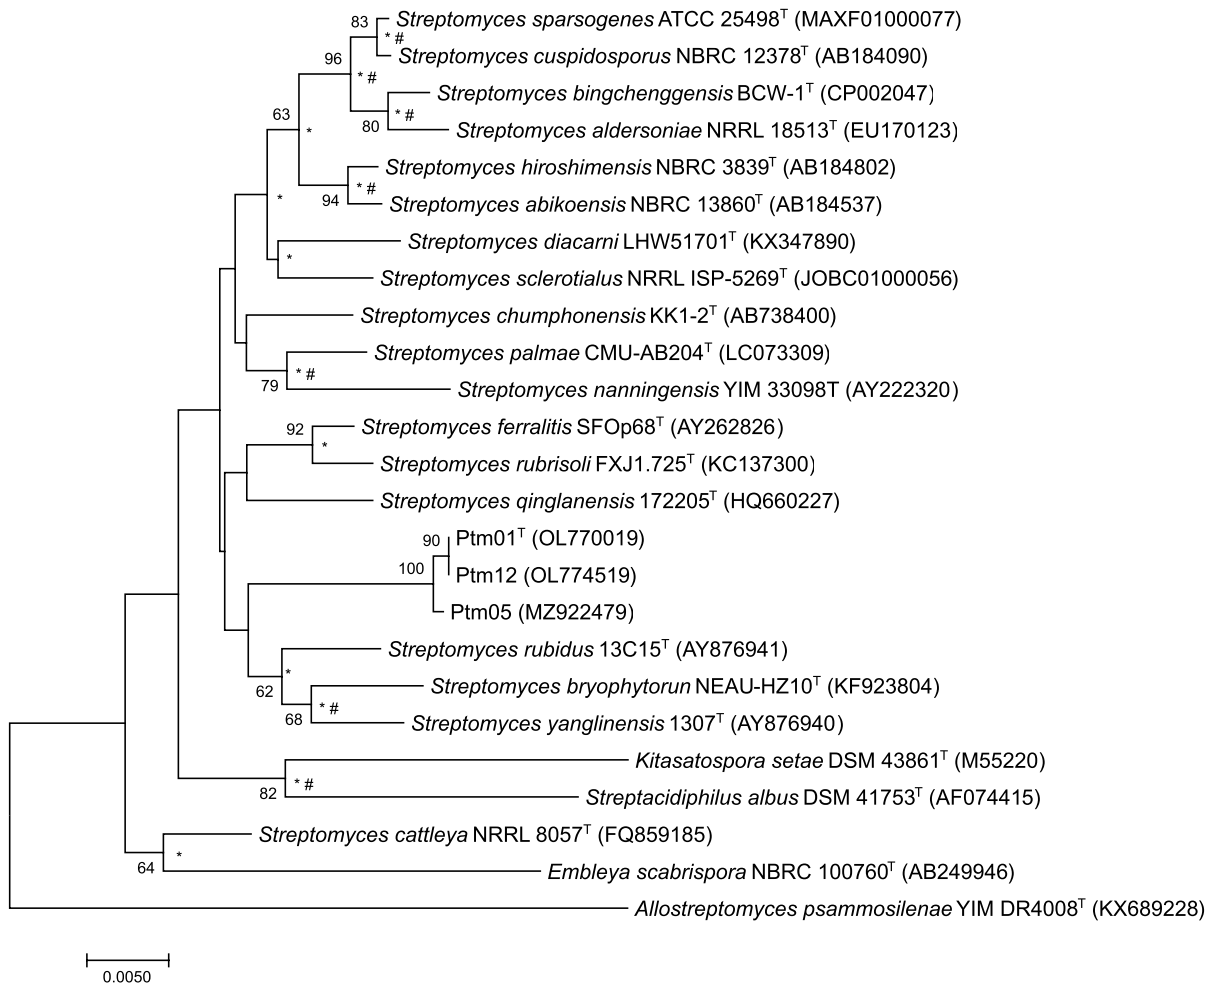 83
Streptomyces sparsogenes ATCC 25498ᵀ (MAXF01000077)
* #
96
Streptomyces cuspidosporus NBRC 12378ᵀ (AB184090)
* #
Streptomyces bingchenggensis BCW-1ᵀ (CP002047)
63
* #
80
Streptomyces aldersoniae NRRL 18513ᵀ (EU170123)
*
Streptomyces hiroshimensis NBRC 3839ᵀ (AB184802)
* #
94
Streptomyces abikoensis NBRC 13860ᵀ (AB184537)
*
Streptomyces diacarni LHW51701ᵀ (KX347890)
*
Streptomyces sclerotialus NRRL ISP-5269ᵀ (JOBC01000056)
Streptomyces chumphonensis KK1-2ᵀ (AB738400)
Streptomyces palmae CMU-AB204ᵀ (LC073309)
* #
79
Streptomyces nanningensis YIM 33098T (AY222320)
92
Streptomyces ferralitis SFOp68ᵀ (AY262826)
*
Streptomyces rubrisoli FXJ1.725ᵀ (KC137300)
Streptomyces qinglanensis 172205ᵀ (HQ660227)
90
Ptm01ᵀ (OL770019)
100
Ptm12 (OL774519)
Ptm05 (MZ922479)
Streptomyces rubidus 13C15ᵀ (AY876941)
*
62
Streptomyces bryophytorun NEAU-HZ10ᵀ (KF923804)
* #
68
Streptomyces yanglinensis 1307ᵀ (AY876940)
Kitasatospora setae DSM 43861ᵀ (M55220)
* #
82
Streptacidiphilus albus DSM 41753ᵀ (AF074415)
Streptomyces cattleya NRRL 8057ᵀ (FQ859185)
*
64
Embleya scabrispora NBRC 100760ᵀ (AB249946)
Allostreptomyces psammosilenae YIM DR4008ᵀ (KX689228)
0.0050